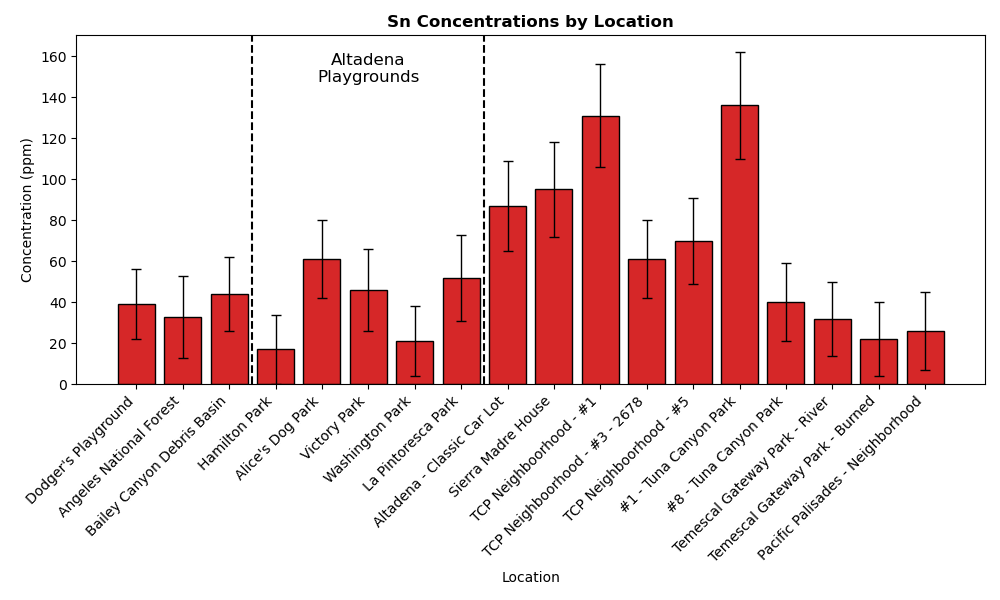 Sn Concentrations by Location
Altadena
Playgrounds
Concentration (ppm)
160
140
120
100
80
60
40
20
0
Dodger's Playground
Angeles National Forest
Bailey Canyon Debris Basin
Hamilton Park
Alice's Dog Park
Victory Park
Washington Park
La Pintoresca Park
Altadena - Classic Car Lot
Sierra Madre House
TCP Neighboorhood - #1
TCP Neighboorhood - #3 - 2678
TCP Neighboorhood - #5
#1 - Tuna Canyon Park
#8 - Tuna Canyon Park
Temescal Gateway Park - River
Temescal Gateway Park - Burned
Pacific Palisades - Neighborhood
Location